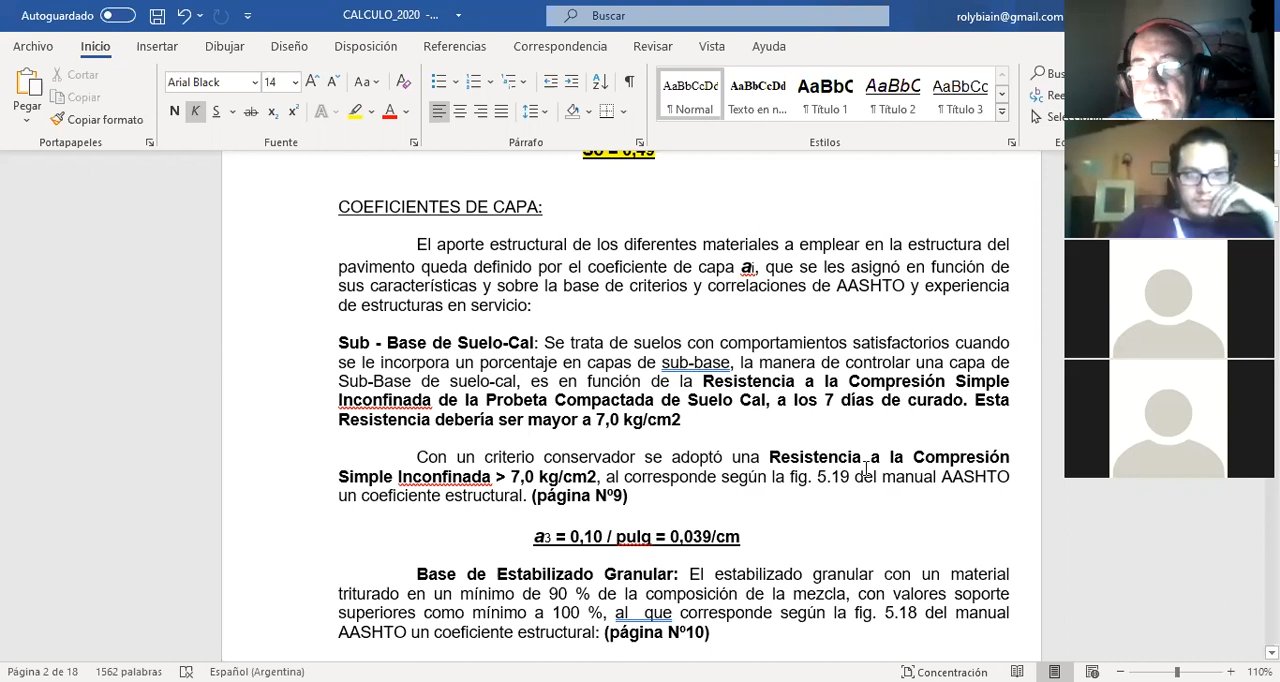 Autoguardado
CALCULO_2020 -...
Buscar
rolybiain@gmail.com
Archivo Inicio Insertar Dibujar Diseño Disposición Referencias Correspondencia Revisar Vista Ayuda
Pegar
Cortar
Copiar
Copiar formato
Portapapeles
Arial Black 14
Aa
N K S ab x₂ x² A A
Fuente
Párrafo
AaBbCcDd AaBbCcDd AaBbC AaBbC AaBbCc
¶ Normal Texto en n... ¶ Título 1 ¶ Título 2 ¶ Título 3
Estilos
So = 0,49
COEFICIENTES DE CAPA:
El aporte estructural de los diferentes materiales a emplear en la estructura del
pavimento queda definido por el coeficiente de capa ai, que se les asignó en función de
sus características y sobre la base de criterios y correlaciones de AASHTO y experiencia
de estructuras en servicio:
Sub - Base de Suelo-Cal: Se trata de suelos con comportamientos satisfactorios cuando
se le incorpora un porcentaje en capas de sub-base, la manera de controlar una capa de
Sub-Base de suelo-cal, es en función de la Resistencia a la Compresión Simple
Inconfinada de la Probeta Compactada de Suelo Cal, a los 7 días de curado. Esta
Resistencia debería ser mayor a 7,0 kg/cm2
Con un criterio conservador se adoptó una Resistencia a la Compresión
Simple Inconfinada > 7,0 kg/cm2, al corresponde según la fig. 5.19 del manual AASHTO
un coeficiente estructural. (página Nº9)
a3 = 0,10 / pulg = 0,039/cm
Base de Estabilizado Granular: El estabilizado granular con un material
triturado en un mínimo de 90 % de la composición de la mezcla, con valores soporte
superiores como mínimo a 100 %, al que corresponde según la fig. 5.18 del manual
AASHTO un coeficiente estructural: (página Nº10)
Página 2 de 18 1562 palabras Español (Argentina) Concentración 110%